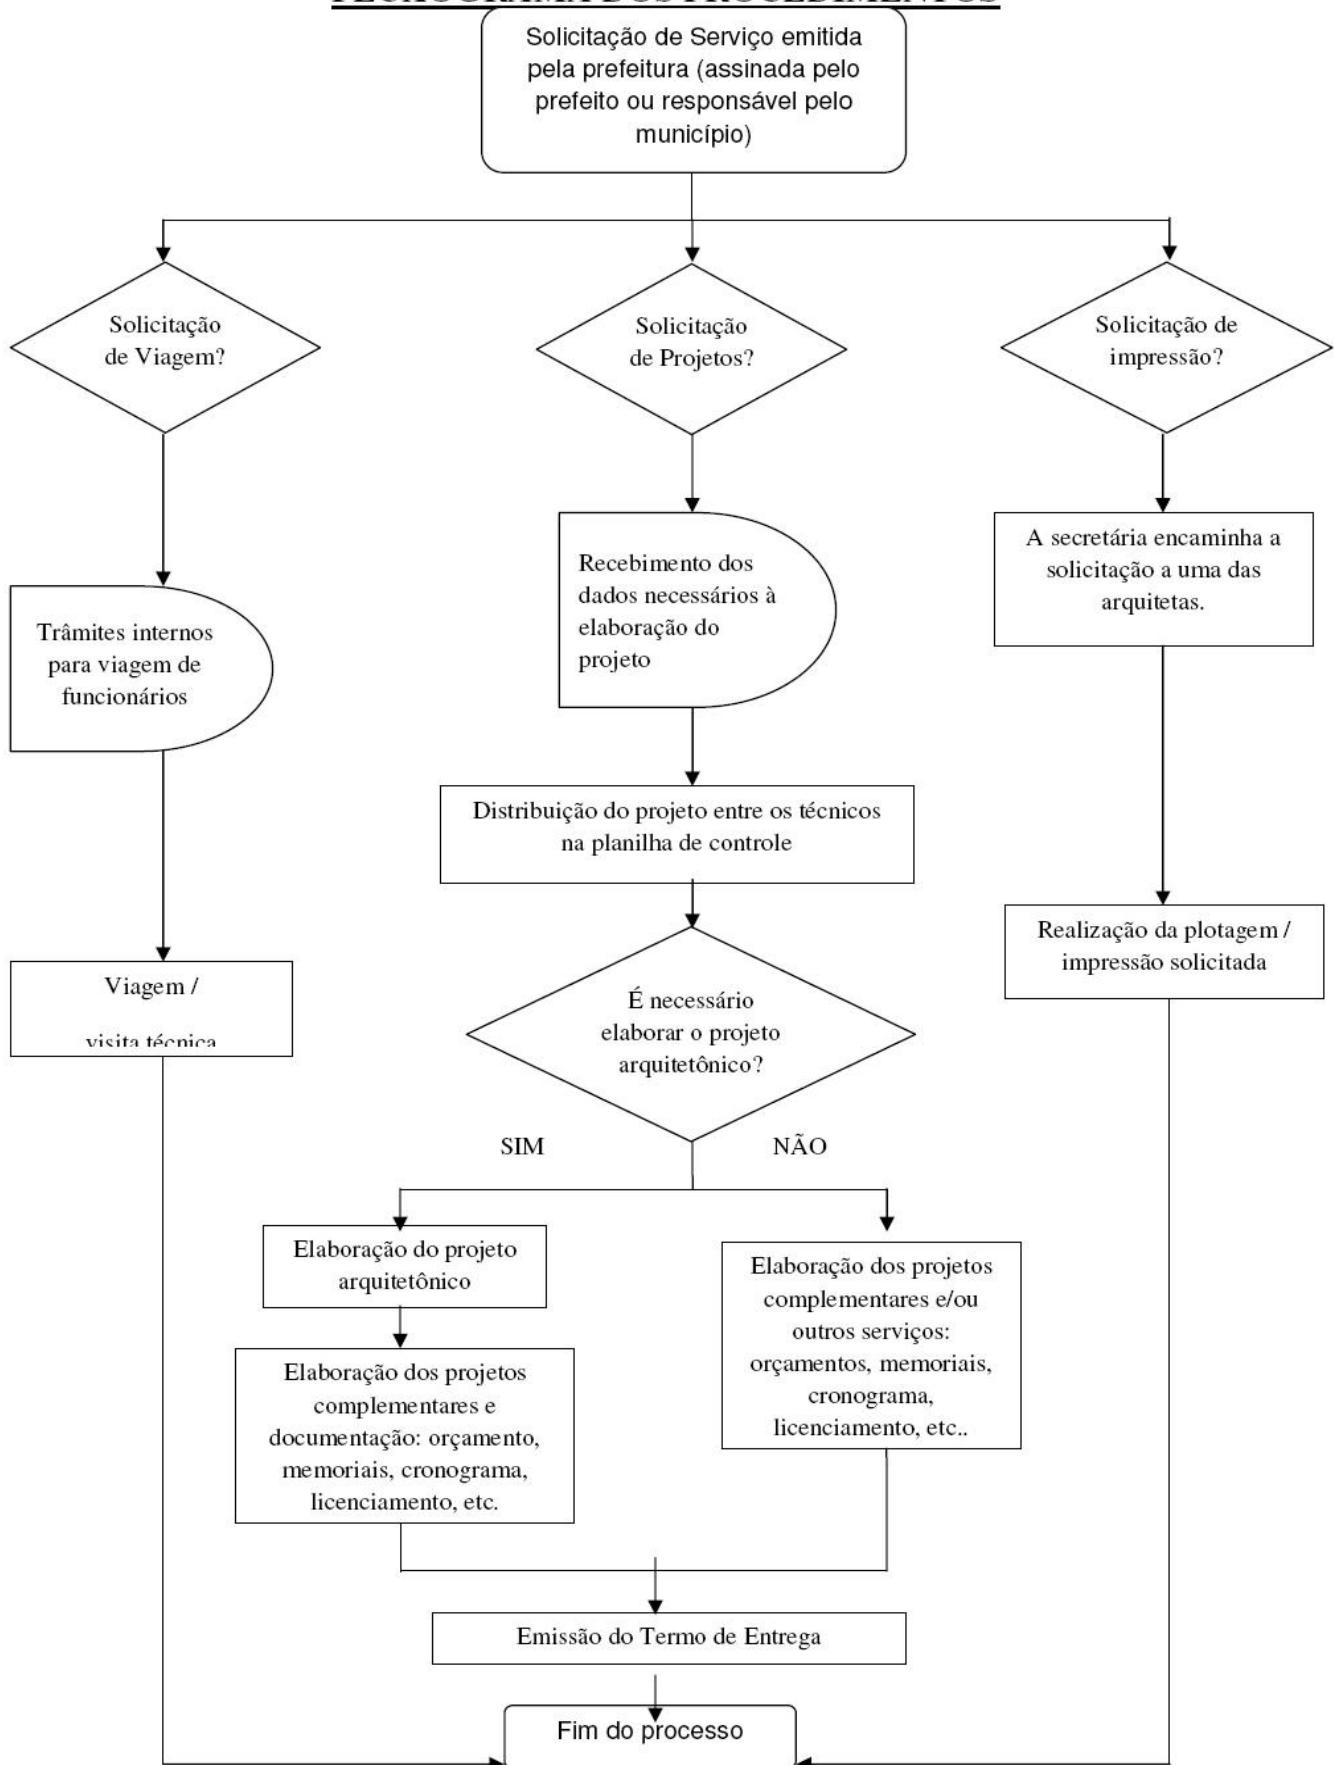 FLUXOGRAMA DOS PROCEDIMENTOS
Solicitação de Serviço emitida
pela prefeitura (assinada pelo
prefeito ou responsável pelo
município)
Solicitação
de Viagem?
Solicitação
de Projetos?
Solicitação de
impressão?
Trâmites internos
para viagem de
funcionários
Recebimento dos
dados necessários à
elaboração do
projeto
A secretária encaminha a
solicitação a uma das
arquitetas.
Distribuição do projeto entre os técnicos
na planilha de controle
Viagem /
visita técnica
Realização da plotagem /
impressão solicitada
É necessário
elaborar o projeto
arquitetônico?
SIM
NÃO
Elaboração do projeto
arquitetônico
Elaboração dos projetos
complementares e
documentação: orçamento,
memoriais, cronograma,
licenciamento, etc.
Elaboração dos projetos
complementares e/ou
outros serviços:
orçamentos, memoriais,
cronograma,
licenciamento, etc..
Emissão do Termo de Entrega
Fim do processo